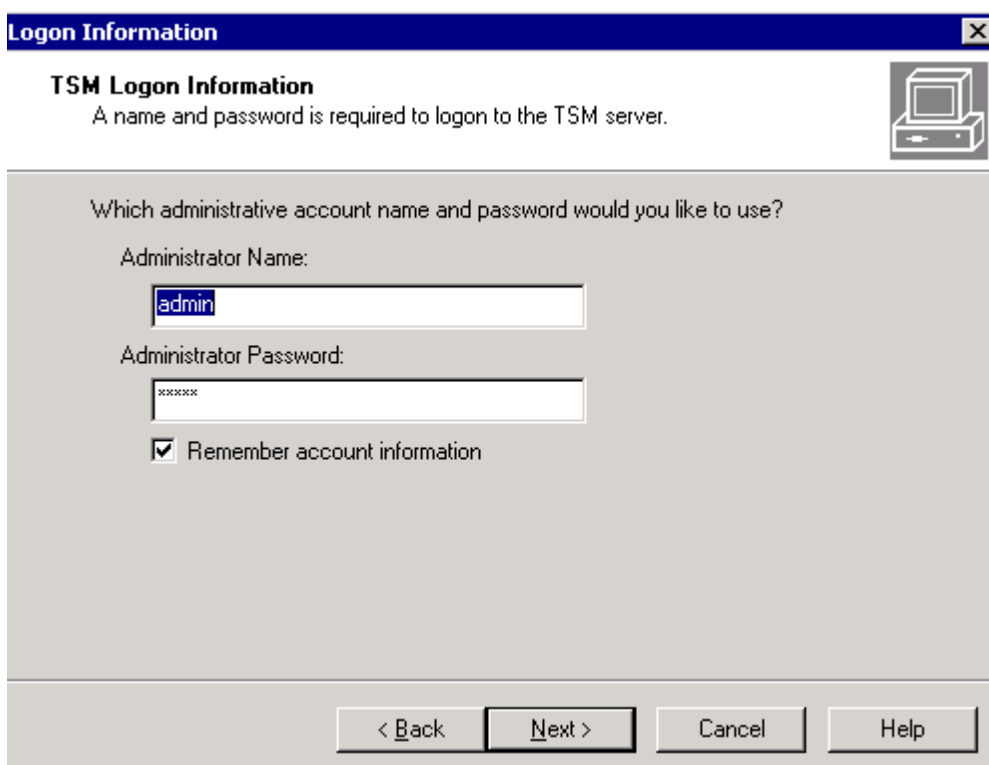 Logon Information
TSM Logon Information
A name and password is required to logon to the TSM server.
Which administrative account name and password would you like to use?
Administrator Name:
admin
Administrator Password:
*****
Remember account information
< Back Next > Cancel Help